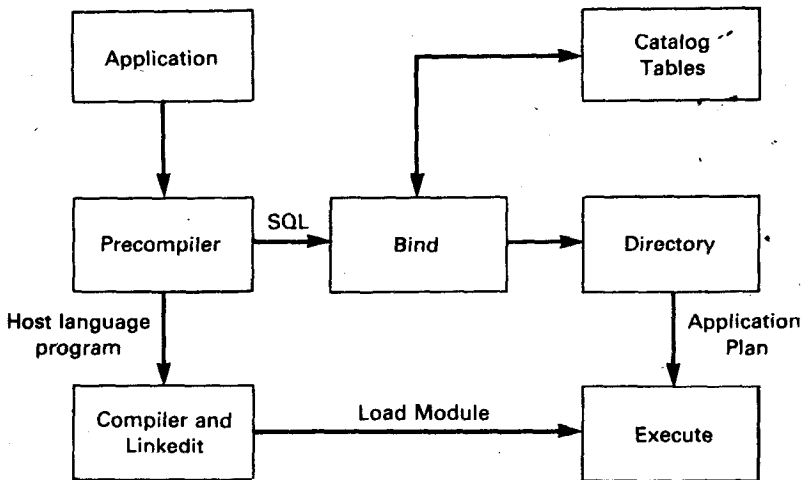 Application
Catalog
Tables
Precompiler
SQL
Bind
Directory
Host language
program
Application
Plan
Compiler and
Linkedit
Load Module
Execute